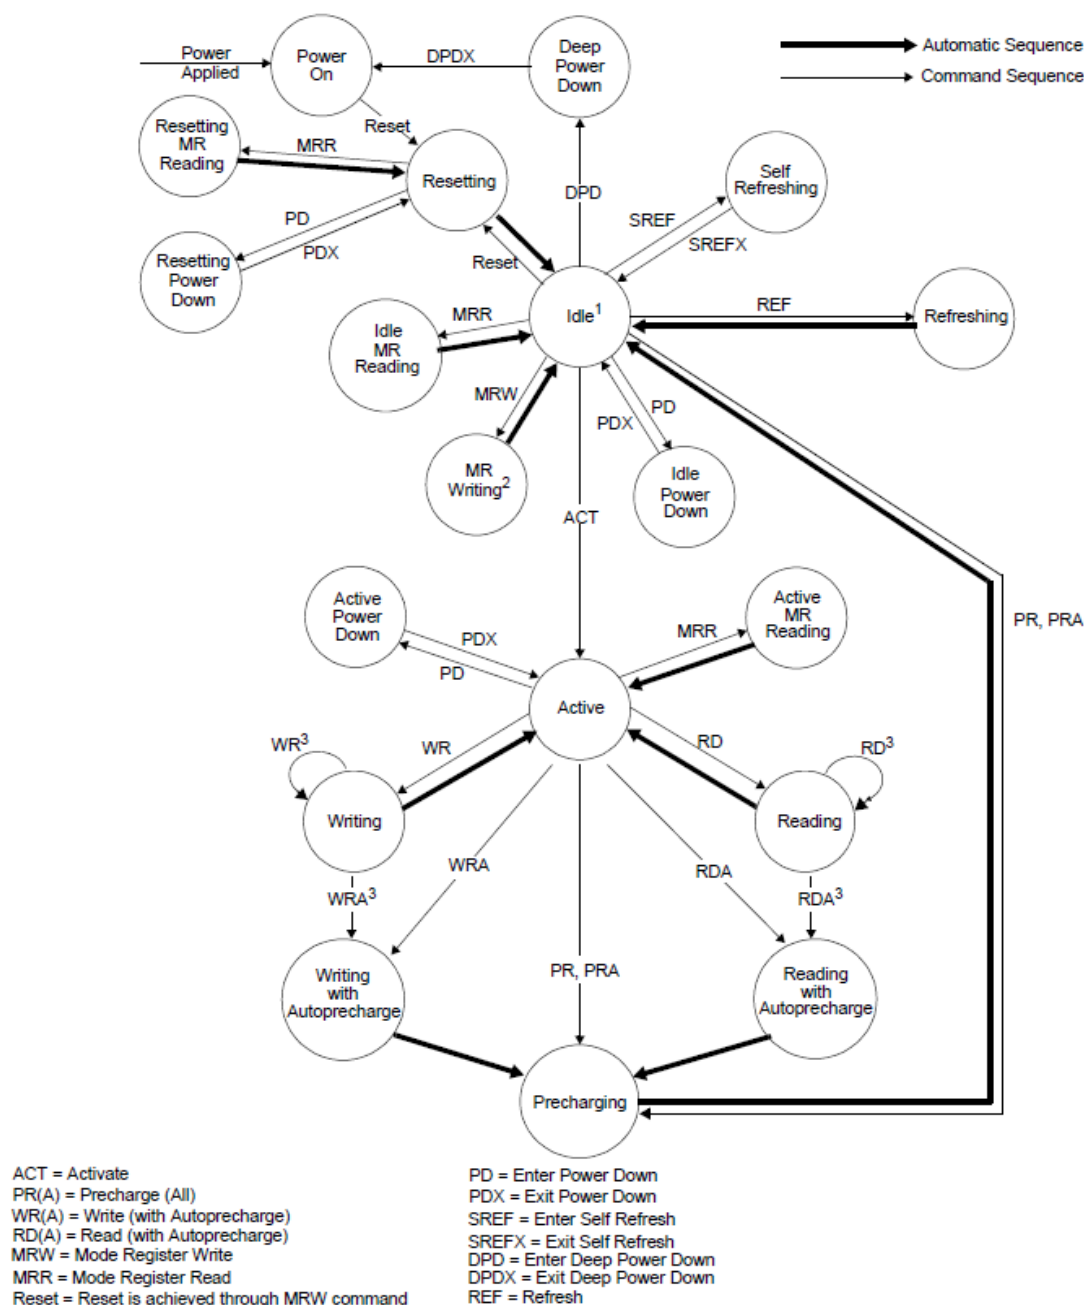 Power
Applied
Power
On
DPDX
Deep
Power
Down
Automatic Sequence
Command Sequence
Reset
Resetting
MR
Reading
MRR
Resetting
DPD
Self
Refreshing
SREF
SREFX
PD
PDX
Resetting
Power
Down
Reset
Idle¹
REF
Refreshing
MRR
Idle
MR
Reading
MRW
PD
PDX
MR
Writing²
Idle
Power
Down
ACT
Active
Power
Down
PDX
PD
MRR
Active
MR
Reading
PR, PRA
Active
WR³
WR
RD
RD³
Writing
Reading
WRA³
WRA
RDA
RDA³
Writing
with
Autoprecharge
PR, PRA
Reading
with
Autoprecharge
Precharging
ACT = Activate
PR(A) = Precharge (All)
WR(A) = Write (with Autoprecharge)
RD(A) = Read (with Autoprecharge)
MRW = Mode Register Write
MRR = Mode Register Read
Reset = Reset is achieved through MRW command
PD = Enter Power Down
PDX = Exit Power Down
SREF = Enter Self Refresh
SREFX = Exit Self Refresh
DPD = Enter Deep Power Down
DPDX = Exit Deep Power Down
REF = Refresh